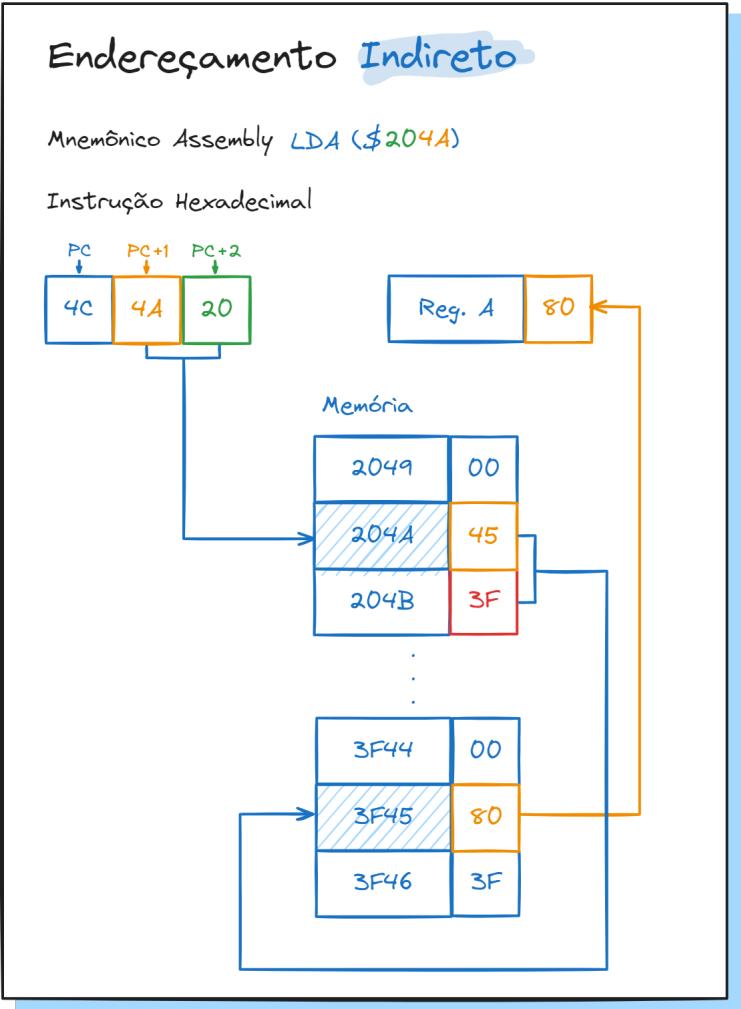 Endereçamento Indireto
Mnemônico Assembly LDA ($204A)
Instrução Hexadecimal
PC PC+1 PC+2
4C 4A 20
Reg. A 80
Memória
2049 00
204A 45
204B 3F
3F44 00
3F45 80
3F46 3F